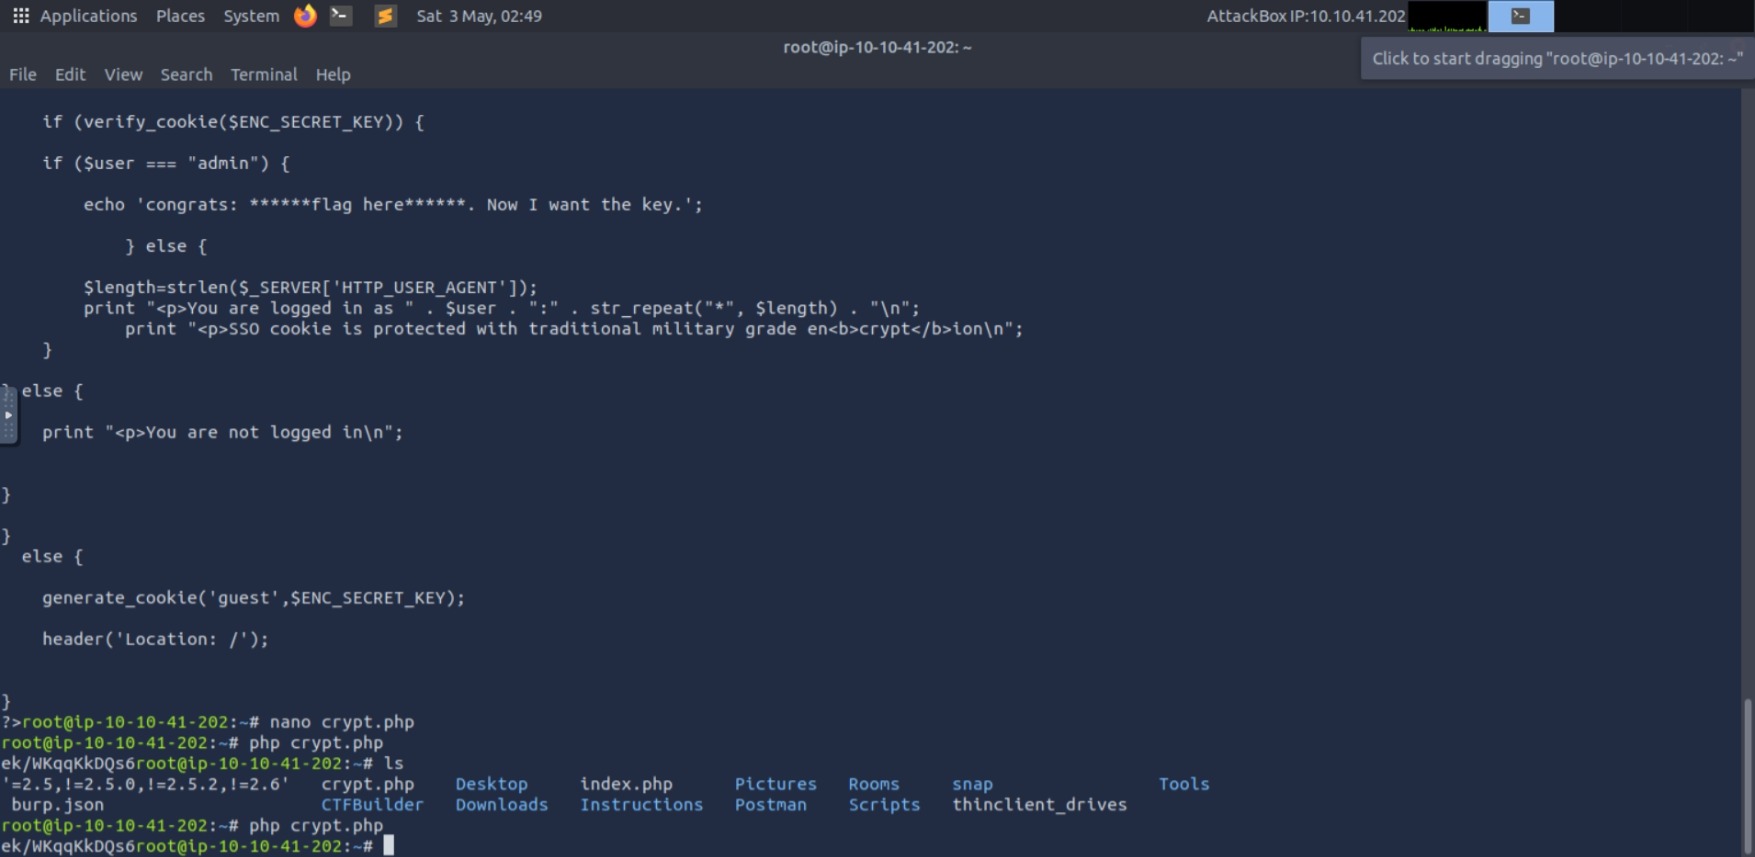 Applications Places System Sat 3 May, 02:49 AttackBox IP:10.10.41.202
root@ip-10-10-41-202: ~
Click to start dragging "root@ip-10-10-41-202: ~"
File Edit View Search Terminal Help
if (verify_cookie($ENC_SECRET_KEY)) {
if ($user === "admin") {
echo 'congrats: ******flag here******. Now I want the key.';
} else {
$length=strlen($_SERVER['HTTP_USER_AGENT']);
print "<p>You are logged in as " . $user . ":" . str_repeat("*", $length) . "\n";
print "<p>SSO cookie is protected with traditional military grade en<b>crypt</b>ion\n";
}
} else {
print "<p>You are not logged in\n";
}
}
else {
generate_cookie('guest',$ENC_SECRET_KEY);
header('Location: /');
}
?>root@ip-10-10-41-202:~# nano crypt.php
root@ip-10-10-41-202:~# php crypt.php
ek/WKqqKkDQs6root@ip-10-10-41-202:~# ls
'=2.5,!=2.5.0,!=2.5.2,!=2.6' crypt.php Desktop index.php Pictures Rooms snap Tools
burp.json CTFBuilder Downloads Instructions Postman Scripts thinclient_drives
root@ip-10-10-41-202:~# php crypt.php
ek/WKqqKkDQs6root@ip-10-10-41-202:~#